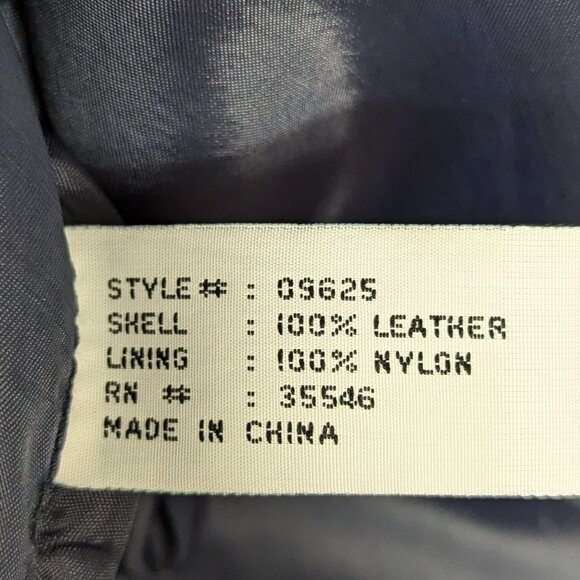 STYLE# : 09625
SHELL : 100% LEATHER
LINING : 100% NYLON
RN # : 35546
MADE IN CHINA